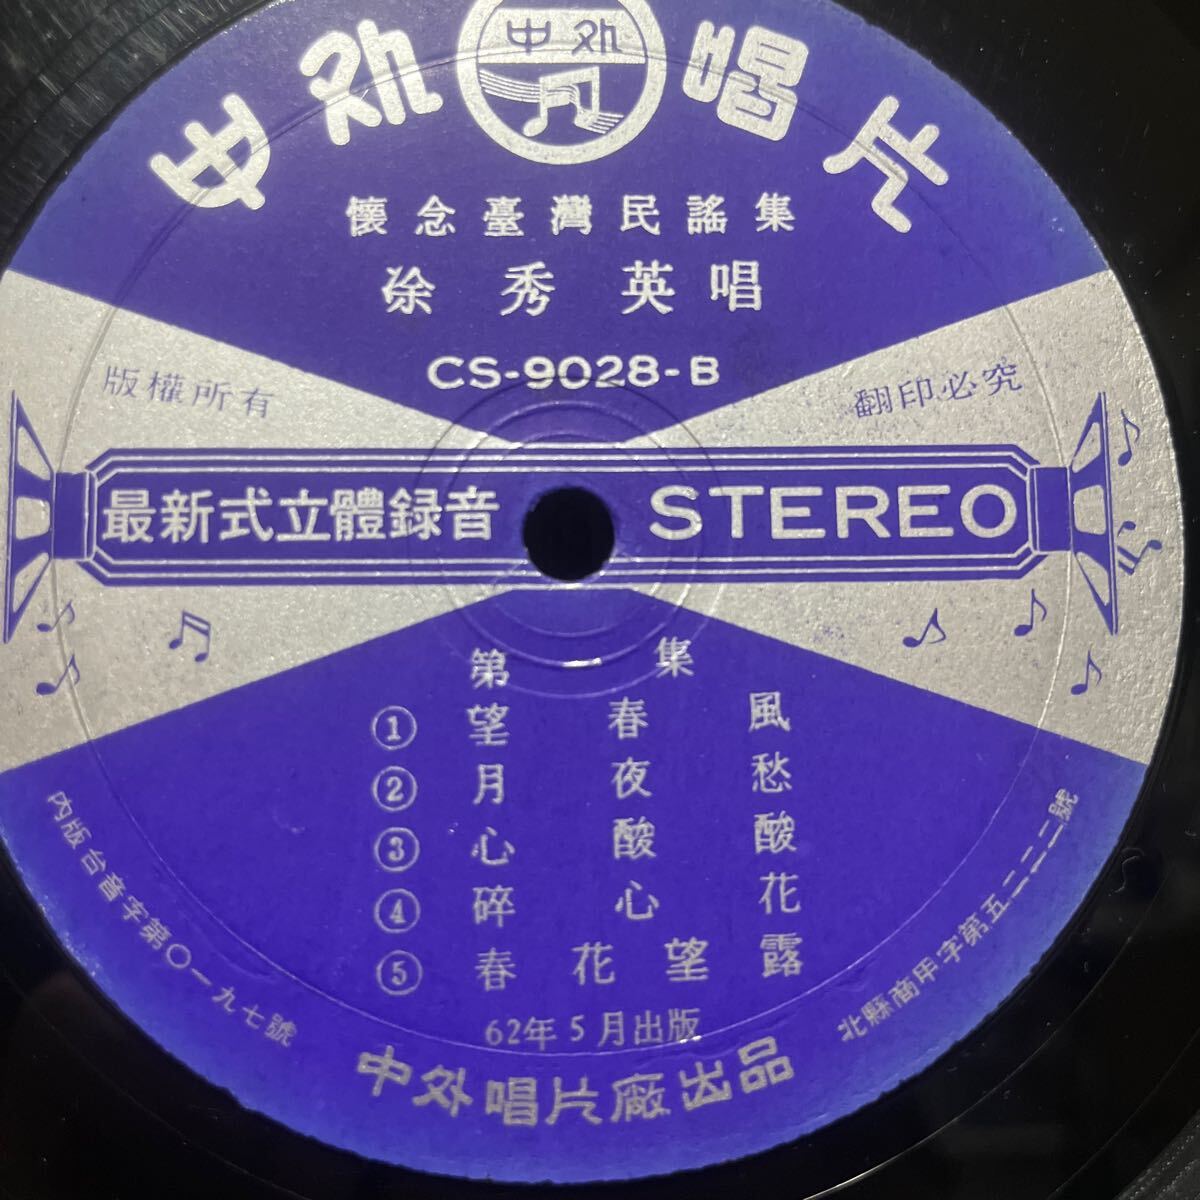 中外唱片
中外
懷念臺灣民謠集
徐秀英唱
CS-9028-B
版權所有
翻印必究
最新式立體録音
STEREO
第 集
① 望春風
② 月夜愁
③ 心酸酸
④ 碎心花
⑤ 春花望露
62年5月出版
內版台音字第〇一九七號
北縣商甲字第五二二二號
中外唱片廠出品